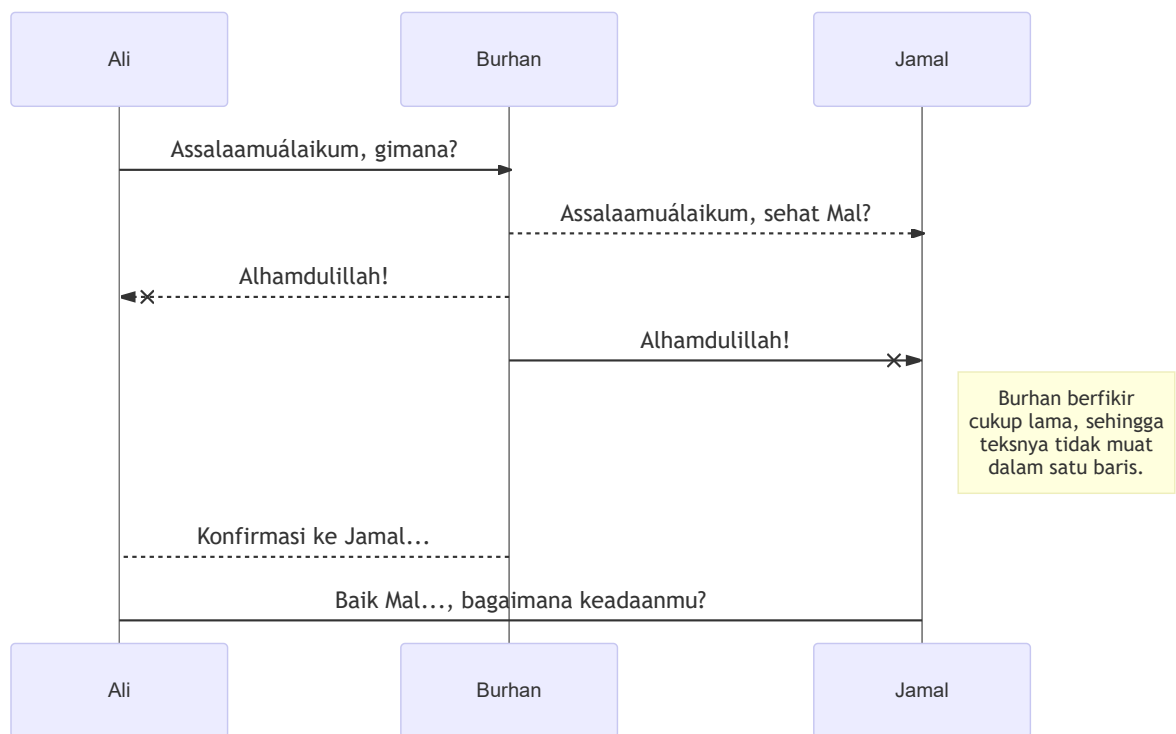 Ali
Burhan
Jamal
Assalaamuálaikum, gimana?
Assalaamuálaikum, sehat Mal?
Alhamdulillah!
Alhamdulillah!
Burhan berfikir
cukup lama, sehingga
teksnya tidak muat
dalam satu baris.
Konfirmasi ke Jamal...
Baik Mal..., bagaimana keadaanmu?
Ali
Burhan
Jamal